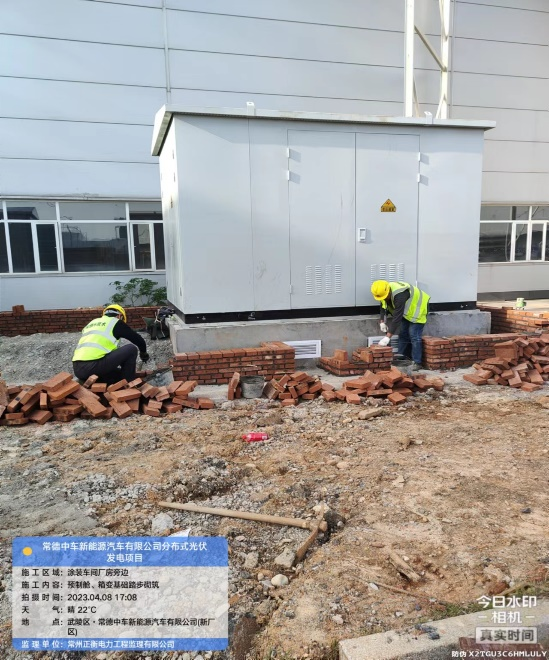 常德中车新能源汽车有限公司分布式光伏
发电项目
施工区域：涂装车间厂房旁边
施工内容：预制舱、箱变基础踏步砌筑
拍摄时间：2023.04.08 17:08
天 气：晴 22℃
地 点：武陵区·常德中车新能源汽车有限公司(新厂
区)
监理单位：常州正衡电力工程监理有限公司
今日水印
相机
真实时间
防伪 X2TGU3C6HMLULY